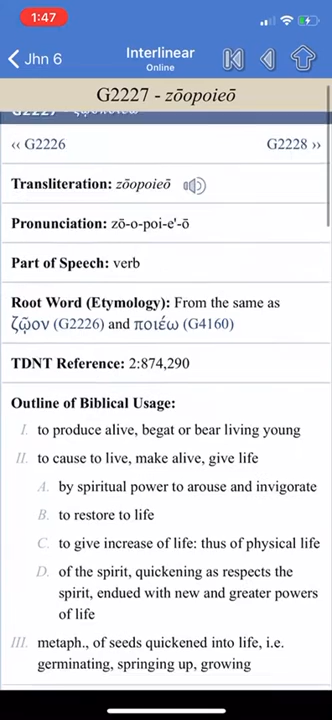 1:47
Jhn 6
Interlinear
Online
G2227 - zōopoieō
‹‹ G2226
G2228 ››
Transliteration: zōopoieō
Pronunciation: zō-o-poi-e'-ō
Part of Speech: verb
Root Word (Etymology): From the same as
ζῷον (G2226) and ποιέω (G4160)
TDNT Reference: 2:874,290
Outline of Biblical Usage:
I. to produce alive, begat or bear living young
II. to cause to live, make alive, give life
A. by spiritual power to arouse and invigorate
B. to restore to life
C. to give increase of life: thus of physical life
D. of the spirit, quickening as respects the
spirit, endued with new and greater powers
of life
III. metaph., of seeds quickened into life, i.e.
germinating, springing up, growing